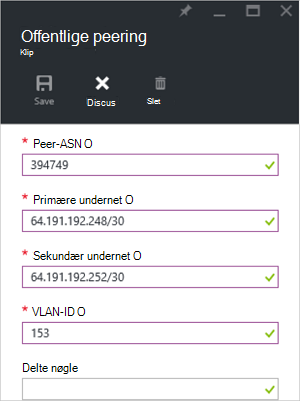 Offentlige peering
Klip
Save Discus Slet
* Peer-ASN O
394749
* Primære undernet O
64.191.192.248/30
* Sekundær undernet O
64.191.192.252/30
* VLAN-ID O
153
Delte nøgle